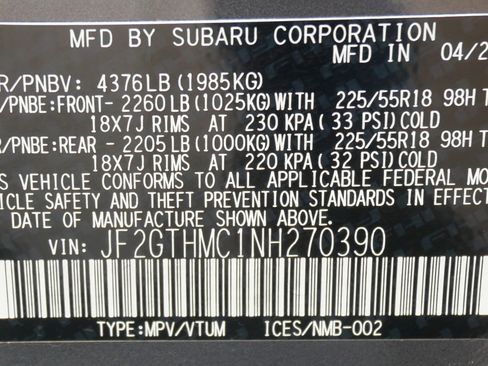 MFD BY SUBARU CORPORATION
MFD IN 04/2
R/PNBV: 4376LB (1985KG)
/PNBE:FRONT- 2260 LB (1025KG) WITH 225/55R18 98H T
18X7J RIMS AT 230 KPA (33 PSI) COLD
R/PNBE:REAR - 2205 LB (1000KG) WITH 225/55R18 98H T
18X7J RIMS AT 220 KPA (32 PSI) COLD
S VEHICLE CONFORMS TO ALL APPLICABLE FEDERAL MO
HICLE SAFETY AND THEFT PREVENTION STANDARDS IN EFFECT
DATE OF MANUFACTURE SHOWN ABOVE.
VIN: JF2GTHMC1NH270390
TYPE:MPV/VTUM ICES/NMB-002